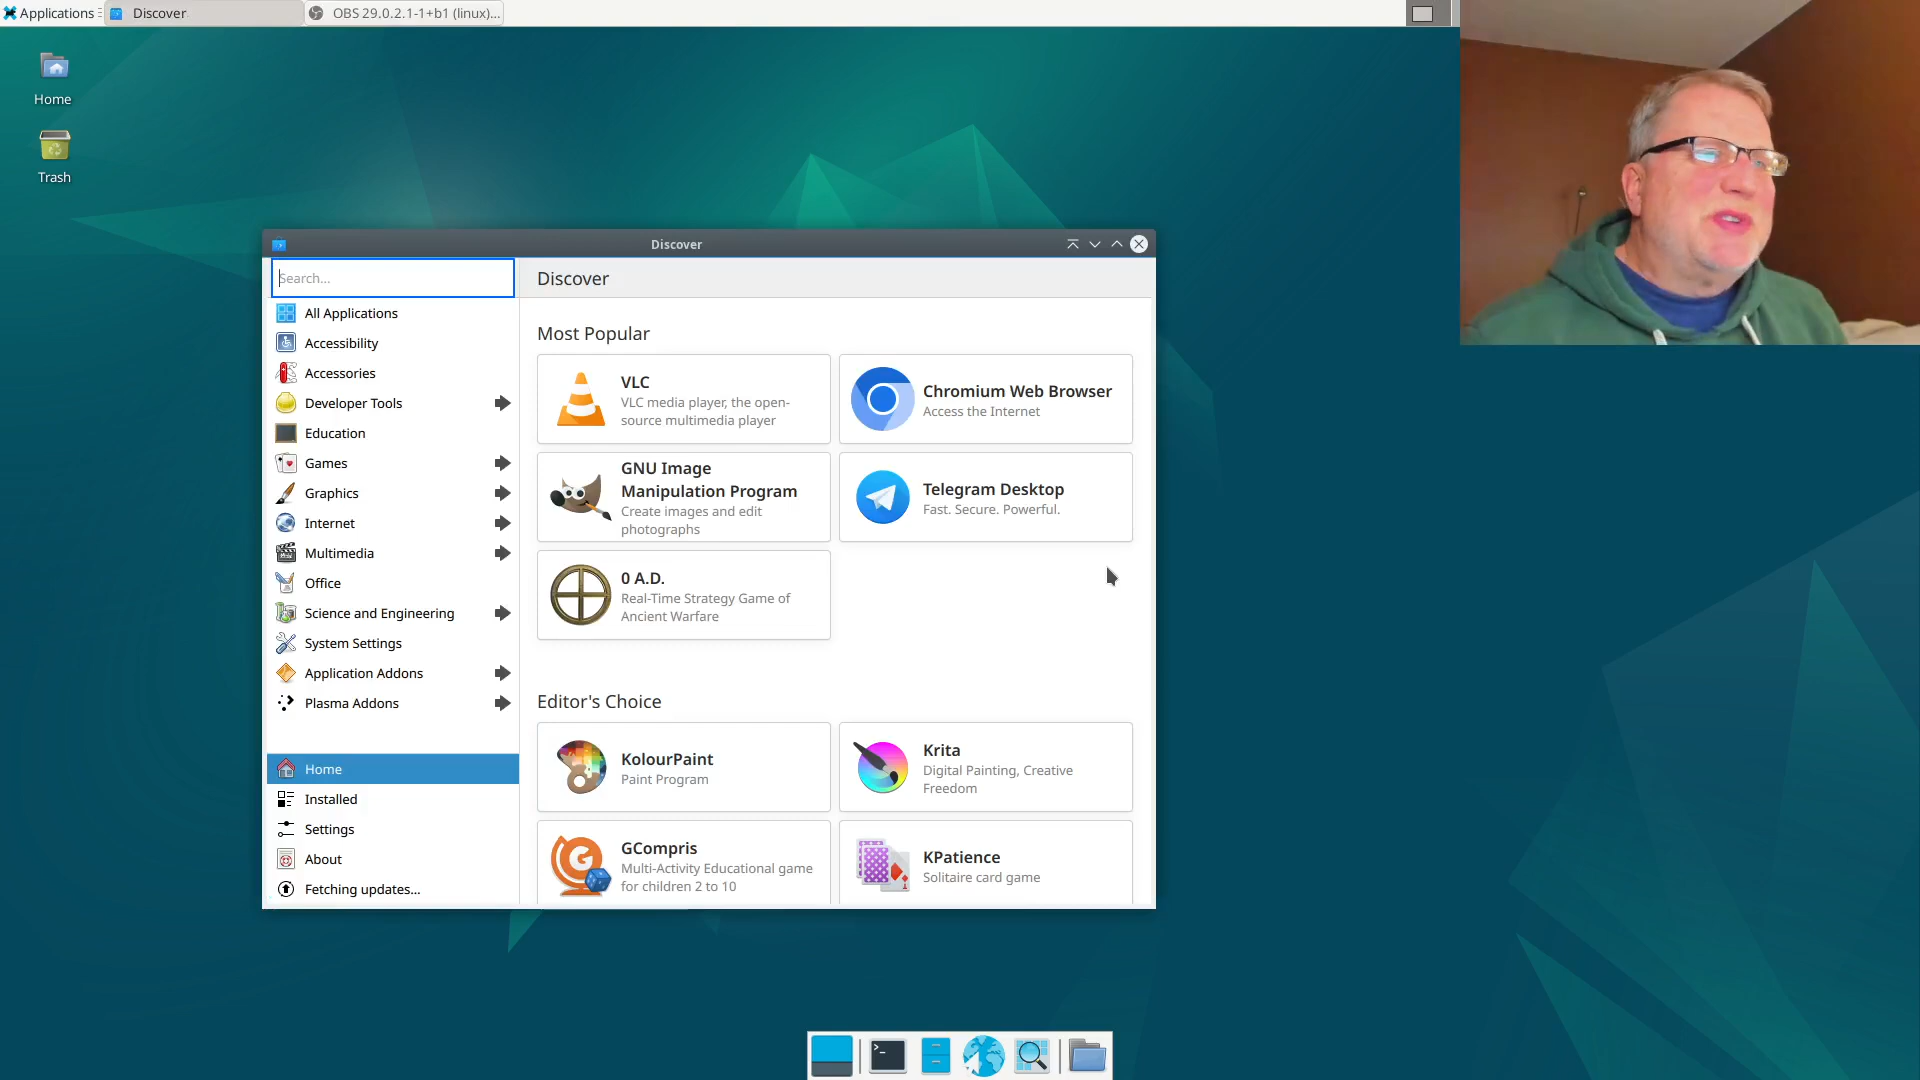 Applications
Discover
OBS 29.0.2.1-1+b1 (linux)...
Home
Trash
Discover
Search...
Discover
All Applications
Accessibility
Accessories
Developer Tools
Education
Games
Graphics
Internet
Multimedia
Office
Science and Engineering
System Settings
Application Addons
Plasma Addons
Home
Installed
Settings
About
Fetching updates...
Most Popular
VLC
VLC media player, the open-
source multimedia player
Chromium Web Browser
Access the Internet
GNU Image
Manipulation Program
Create images and edit
photographs
Telegram Desktop
Fast. Secure. Powerful.
0 A.D.
Real-Time Strategy Game of
Ancient Warfare
Editor's Choice
KolourPaint
Paint Program
Krita
Digital Painting, Creative
Freedom
GCompris
Multi-Activity Educational game
for children 2 to 10
KPatience
Solitaire card game